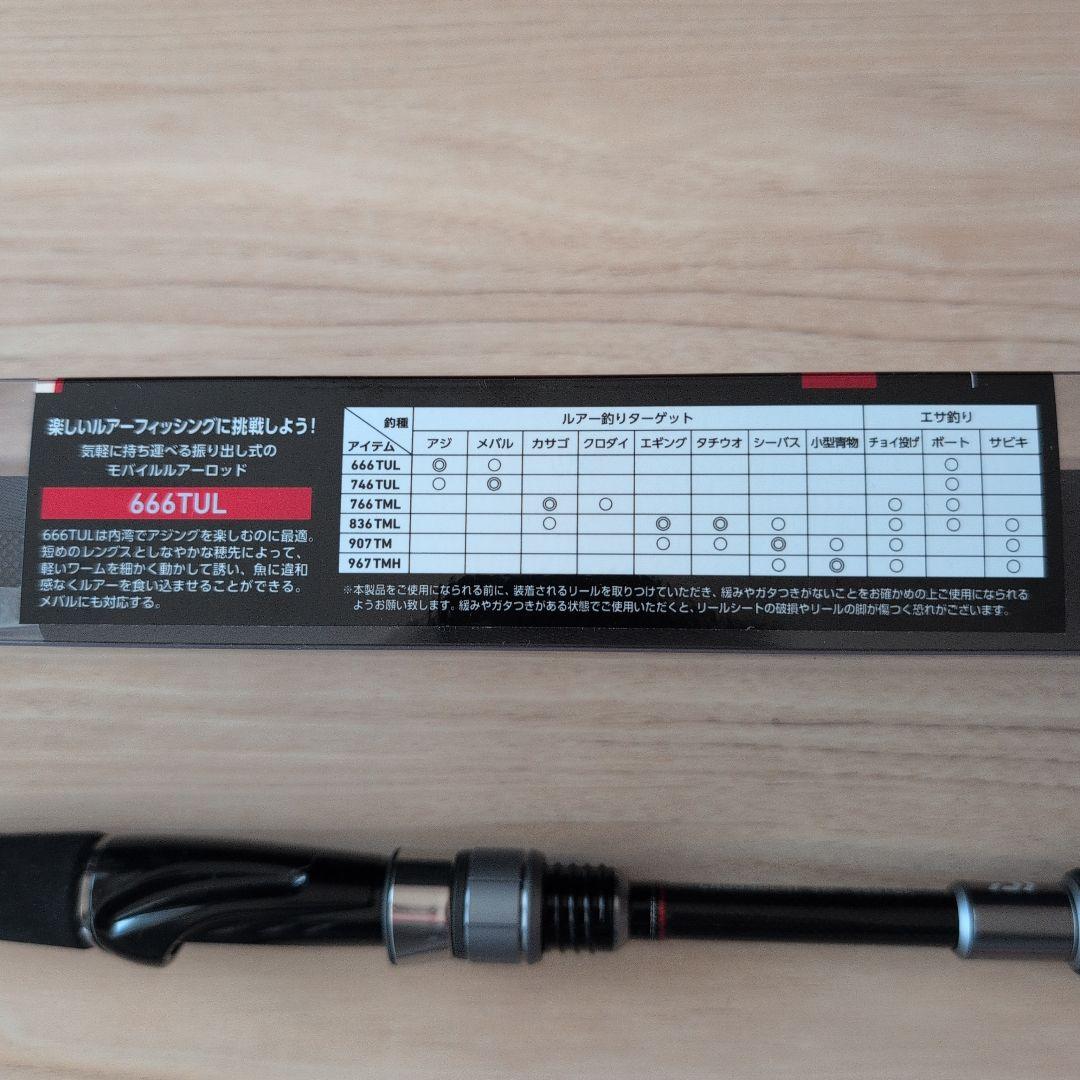 楽しいルアーフィッシングに挑戦しよう!
気軽に持ち運べる振り出し式の
モバイルルアーロッド
666TUL
666TULは内湾でアジングを楽しむのに最適。
短めのレングスとしなやかな穂先によって、
軽いワームを細かく動かして誘い、魚に違和
感なくルアーを食い込ませることができる。
メバルにも対応する。
釣種 ルアー釣りターゲット エサ釣り
アイテム アジ メバル カサゴ クロダイ エギング タチウオ シーバス 小型青物 チョイ投げ ボート サビキ
666TUL ◎ ○ ○
746TUL ○ ◎ ○
766TML ◎ ○ ○ ○
836TML ○ ◎ ◎ ○ ○ ○ ○
907TM ○ ○ ◎ ○ ○ ○
967TMH ○ ◎ ○ ○
※本製品をご使用になられる前に、装着されるリールを取りつけていただき、緩みやガタつきがないことをお確かめの上ご使用になられる
ようお願い致します。緩みやガタつきがある状態でご使用いただくと、リールシートの破損やリールの脚が傷つく恐れがございます。